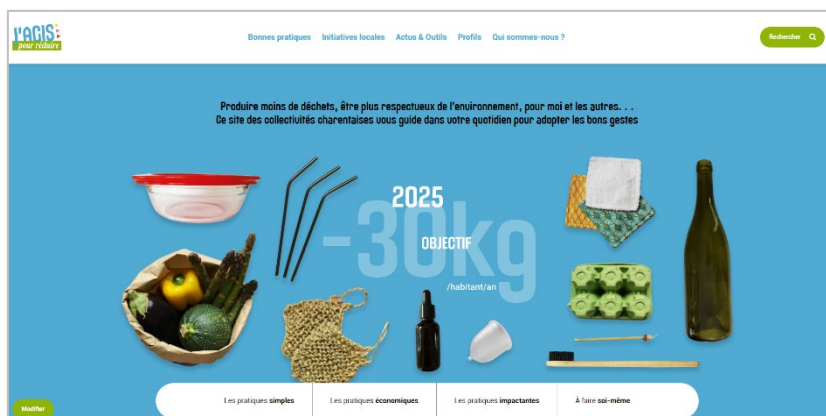 J'AGIS
pour réduire
Bonnes pratiques Initiatives locales Actus & Outils Profils Qui sommes-nous ?
Rechercher
Produire moins de déchets, être plus respectueux de l'environnement, pour moi et les autres. . .
Ce site des collectivités charentaises vous guide dans votre quotidien pour adopter les bons gestes
2025
-30kg
OBJECTIF
/habitant/an
Les pratiques simples Les pratiques économiques Les pratiques impactantes À faire soi-même
Modifier